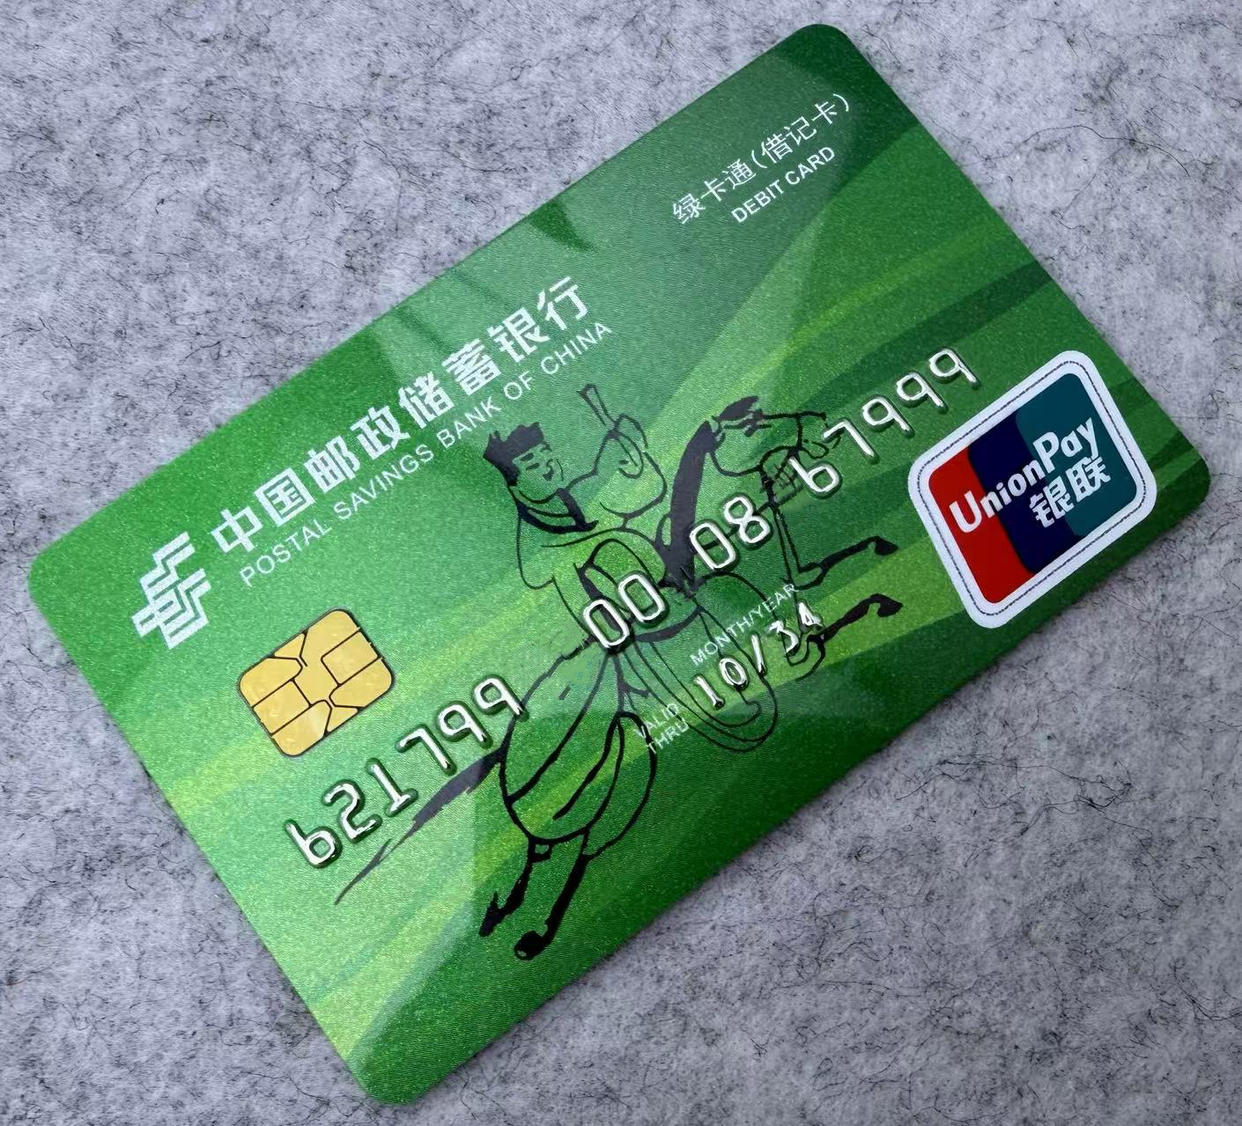 绿卡通(借记卡)
DEBIT CARD
中国邮政储蓄银行
POSTAL SAVINGS BANK OF CHINA
621799 00 08 67999
MONTH/YEAR
VALID THRU 10/34
UnionPay
银联